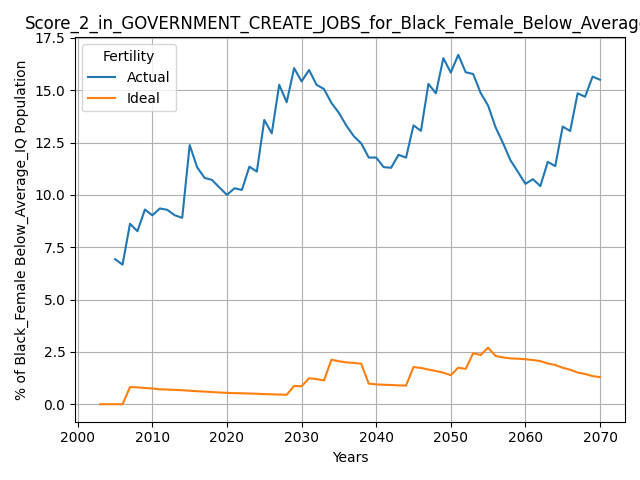 Score_2_in_GOVERNMENT_CREATE_JOBS_for_Black_Female_Below_Average
Fertility
Actual
Ideal
% of Black_Female Below_Average_IQ Population
17.5
15.0
12.5
10.0
7.5
5.0
2.5
0.0
2000 2010 2020 2030 2040 2050 2060 2070
Years